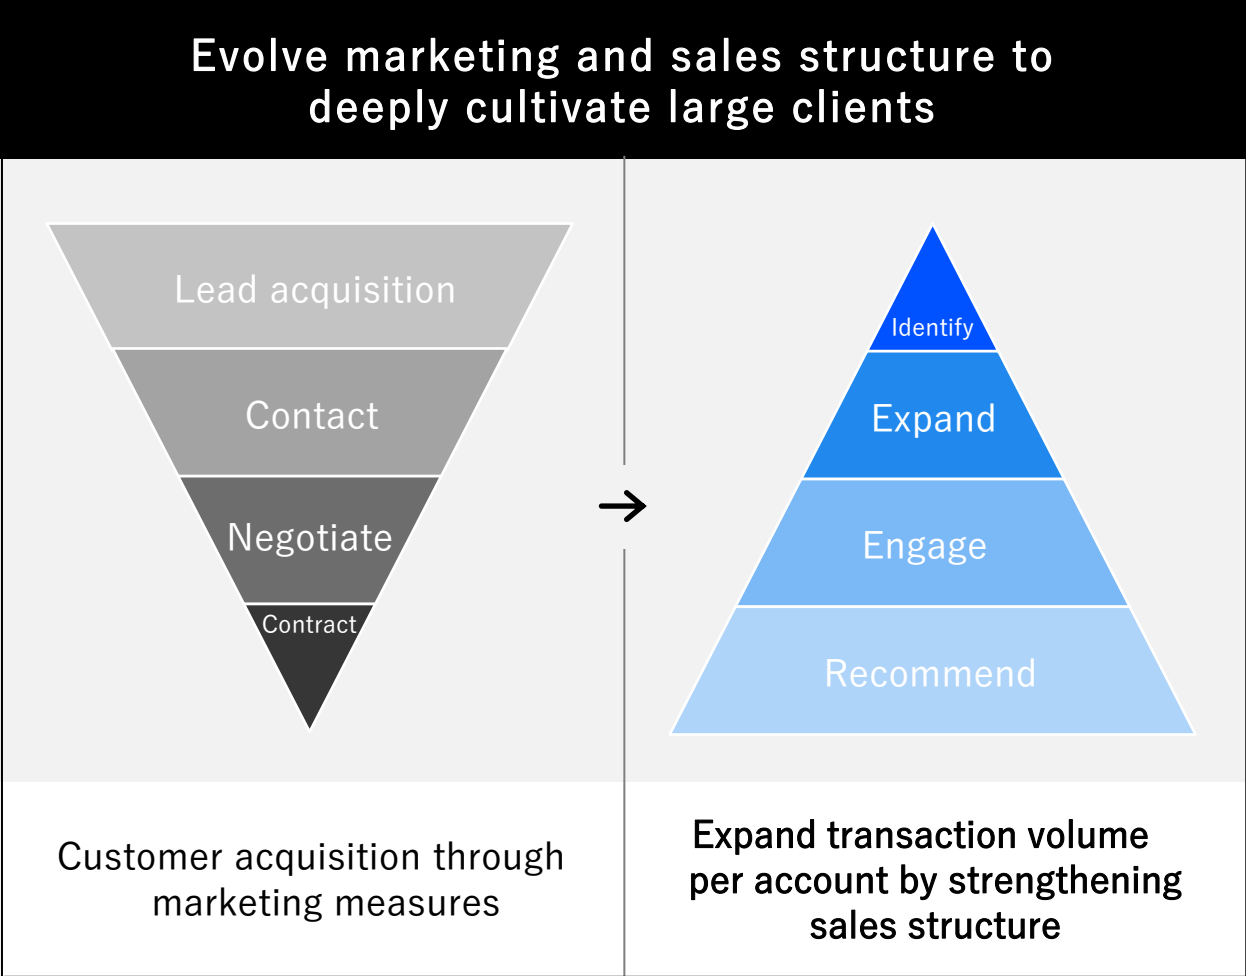 Evolve marketing and sales structure to
deeply cultivate large clients
Lead acquisition
Contact
Negotiate
Contract
Identify
Expand
Engage
Recommend
Customer acquisition through
marketing measures
Expand transaction volume
per account by strengthening
sales structure